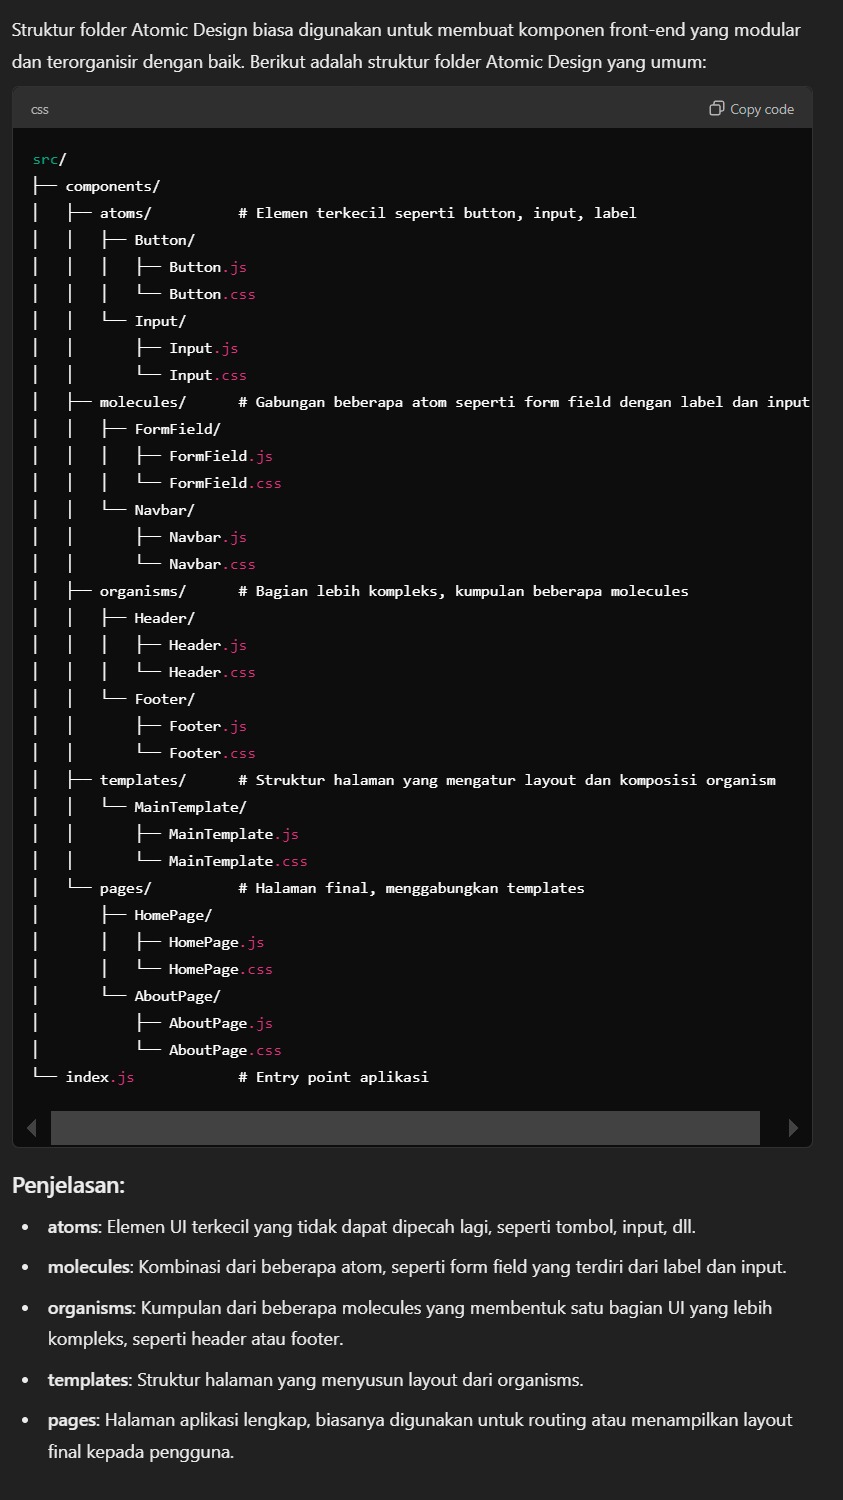 Struktur folder Atomic Design biasa digunakan untuk membuat komponen front-end yang modular
dan terorganisir dengan baik. Berikut adalah struktur folder Atomic Design yang umum:
css Copy code
src/
├── components/
│   ├── atoms/          # Elemen terkecil seperti button, input, label
│   │   ├── Button/
│   │   │   ├── Button.js
│   │   │   └── Button.css
│   │   └── Input/
│   │       ├── Input.js
│   │       └── Input.css
│   ├── molecules/      # Gabungan beberapa atom seperti form field dengan label dan input
│   │   ├── FormField/
│   │   │   ├── FormField.js
│   │   │   └── FormField.css
│   │   └── Navbar/
│   │       ├── Navbar.js
│   │       └── Navbar.css
│   ├── organisms/      # Bagian lebih kompleks, kumpulan beberapa molecules
│   │   ├── Header/
│   │   │   ├── Header.js
│   │   │   └── Header.css
│   │   └── Footer/
│   │       ├── Footer.js
│   │       └── Footer.css
│   ├── templates/      # Struktur halaman yang mengatur layout dan komposisi organism
│   │   └── MainTemplate/
│   │       ├── MainTemplate.js
│   │       └── MainTemplate.css
│   └── pages/          # Halaman final, menggabungkan templates
│       ├── HomePage/
│       │   ├── HomePage.js
│       │   └── HomePage.css
│       └── AboutPage/
│           ├── AboutPage.js
│           └── AboutPage.css
└── index.js            # Entry point aplikasi
Penjelasan:
• atoms: Elemen UI terkecil yang tidak dapat dipecah lagi, seperti tombol, input, dll.
• molecules: Kombinasi dari beberapa atom, seperti form field yang terdiri dari label dan input.
• organisms: Kumpulan dari beberapa molecules yang membentuk satu bagian UI yang lebih
kompleks, seperti header atau footer.
• templates: Struktur halaman yang menyusun layout dari organisms.
• pages: Halaman aplikasi lengkap, biasanya digunakan untuk routing atau menampilkan layout
final kepada pengguna.